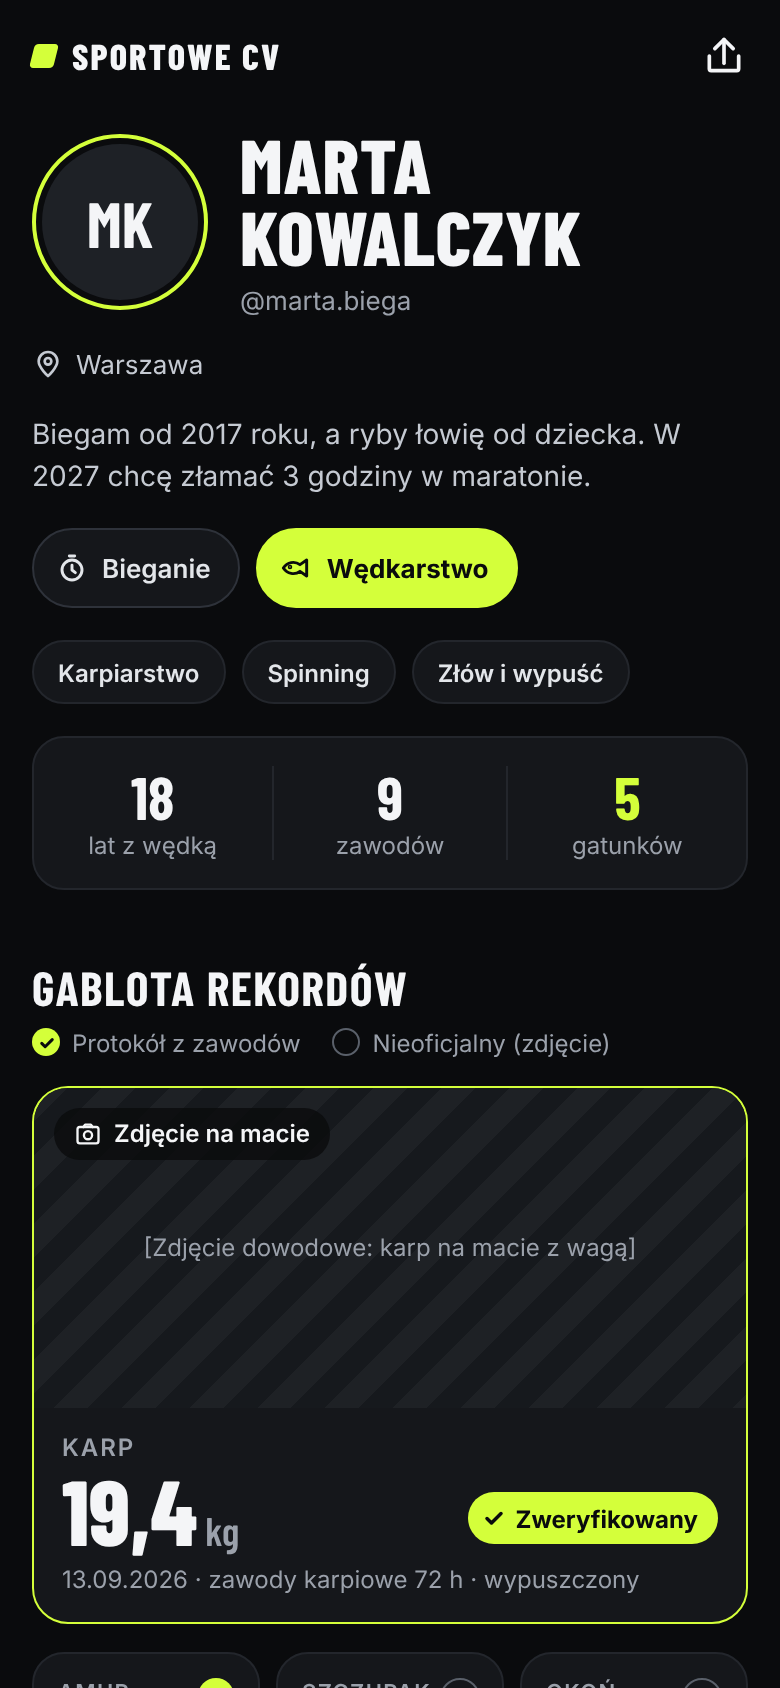 SPORTOWE CV
MK
MARTA
KOWALCZYK
@marta.biega
Warszawa
Biegam od 2017 roku, a ryby łowię od dziecka. W
2027 chcę złamać 3 godziny w maratonie.
Bieganie
Wędkarstwo
Karpiarstwo
Spinning
Złów i wypuść
18
lat z wędką
9
zawodów
5
gatunków
GABLOTA REKORDÓW
Protokół z zawodów
Nieoficjalny (zdjęcie)
Zdjęcie na macie
[Zdjęcie dowodowe: karp na macie z wagą]
KARP
19,4 kg
Zweryfikowany
13.09.2026 · zawody karpiowe 72 h · wypuszczony